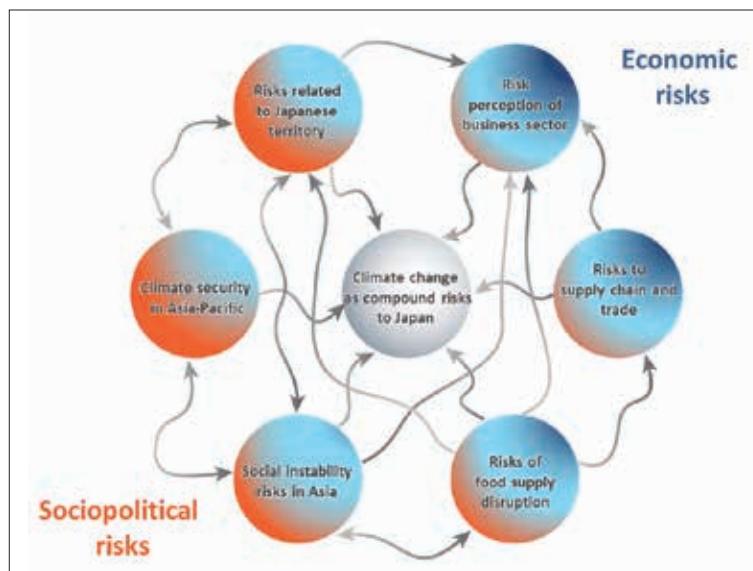 Economic
risks
Risks related
to Japanese
territory
Risk
perception of
business sector
Climate security
in Asia-Pacific
Climate change
as compound risks
to Japan
Risks to
supply chain and
trade
Social instability
risks in Asia
Risks of
food supply
disruption
Sociopolitical
risks